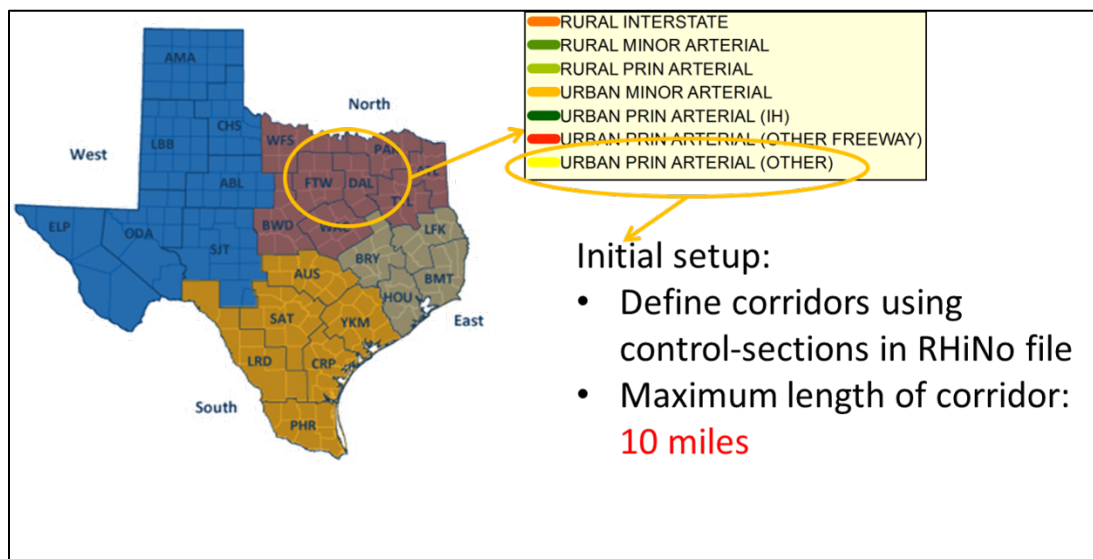 RURAL INTERSTATE
RURAL MINOR ARTERIAL
RURAL PRIN ARTERIAL
URBAN MINOR ARTERIAL
URBAN PRIN ARTERIAL (IH)
URBAN PRIN ARTERIAL (OTHER FREEWAY)
URBAN PRIN ARTERIAL (OTHER)
AMA
North
CHS
WFS
West
LBB
FTW
DAL
ABL
ELP
ODA
SJT
BWD
LFK
BRY
BMT
AUS
HOU
SAT
YKM
East
LRD
CRP
South
PHR
Initial setup:
• Define corridors using
control-sections in RHiNo file
• Maximum length of corridor:
10 miles